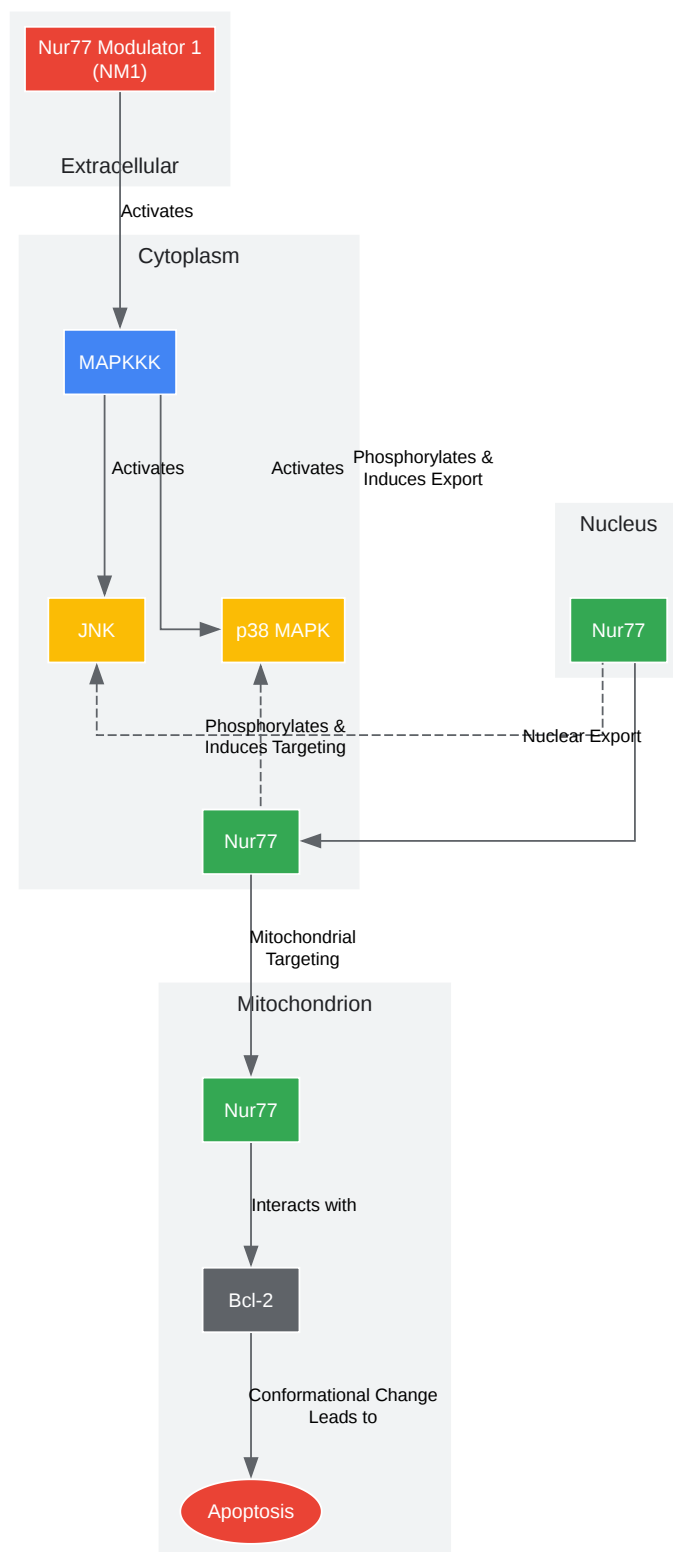 Nur77 Modulator 1
(NM1)
Extracellular
Activates
Cytoplasm
MAPKKK
Activates
Activates
Phosphorylates &
Induces Export
Nucleus
JNK
p38 MAPK
Nur77
Phosphorylates &
Induces Targeting
Nuclear Export
Nur77
Mitochondrial
Targeting
Mitochondrion
Nur77
Interacts with
Bcl-2
Conformational Change
Leads to
Apoptosis